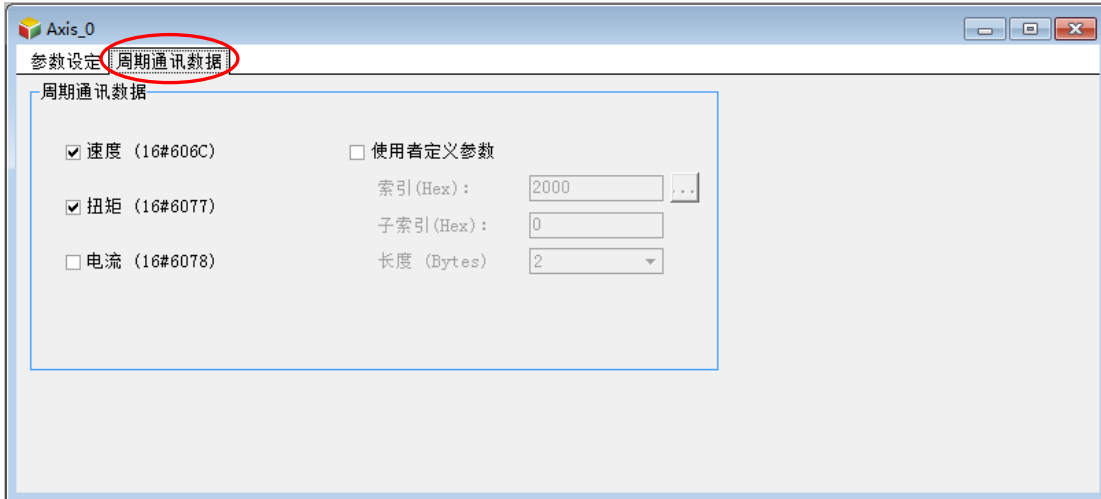 Axis_0
参数设定 周期通讯数据
周期通讯数据
速度 (16#606C)
扭矩 (16#6077)
电流 (16#6078)
使用者定义参数
索引(Hex): 2000 ...
子索引(Hex): 0
长度 (Bytes) 2